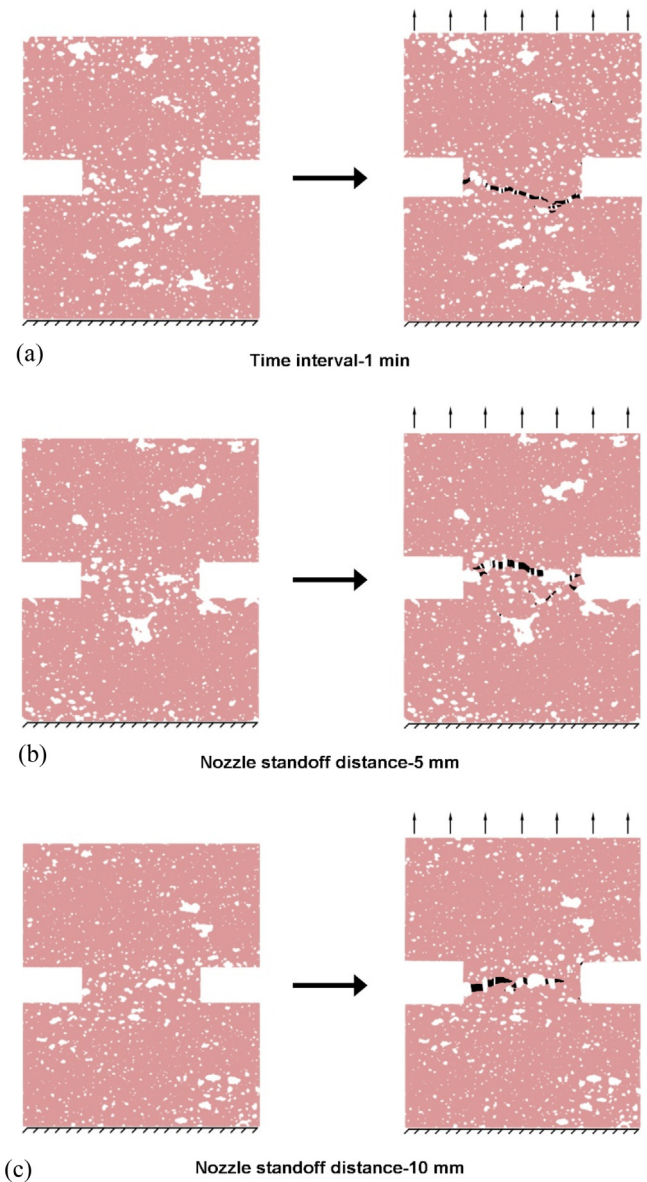 (a)
Time interval-1 min
(b)
Nozzle standoff distance-5 mm
(c)
Nozzle standoff distance-10 mm